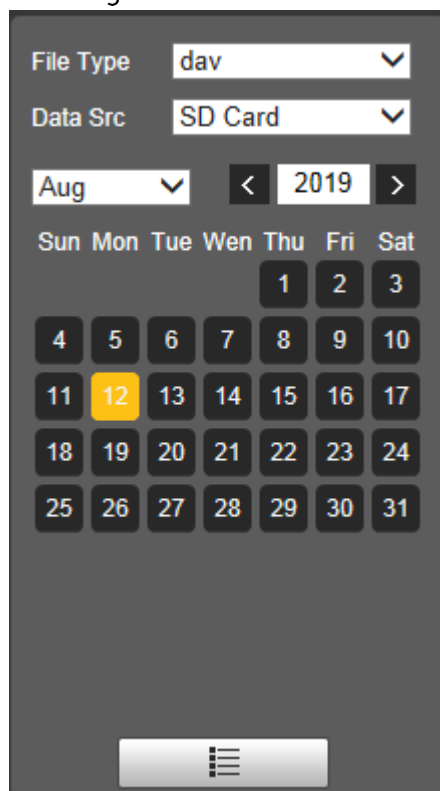 File Type dav
Data Src SD Card
Aug 2019
Sun Mon Tue Wen Thu Fri Sat
1 2 3
4 5 6 7 8 9 10
11 12 13 14 15 16 17
18 19 20 21 22 23 24
25 26 27 28 29 30 31